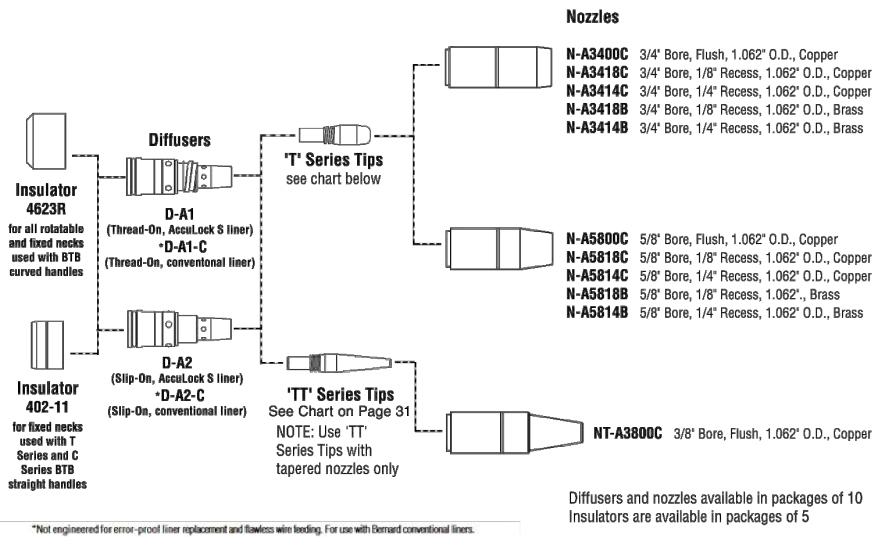 Nozzles
N-A3400C 3/4" Bore, Flush, 1.062" O.D., Copper
N-A3418C 3/4" Bore, 1/8" Recess, 1.062" O.D., Copper
N-A3414C 3/4" Bore, 1/4" Recess, 1.062" O.D., Copper
N-A3418B 3/4" Bore, 1/8" Recess, 1.062" O.D., Brass
N-A3414B 3/4" Bore, 1/4" Recess, 1.062" O.D., Brass
Insulator
4623R
for all rotatable
and fixed necks
used with BTB
curved handles
Diffusers
D-A1
(Thread-On, AccuLock S liner)
*D-A1-C
(Thread-On, conventonal liner)
'T' Series Tips
see chart below
N-A5800C 5/8" Bore, Flush, 1.062" O.D., Copper
N-A5818C 5/8" Bore, 1/8" Recess, 1.062" O.D., Copper
N-A5814C 5/8" Bore, 1/4" Recess, 1.062" O.D., Copper
N-A5818B 5/8" Bore, 1/8" Recess, 1.062"., Brass
N-A5814B 5/8" Bore, 1/4" Recess, 1.062" O.D., Brass
Insulator
402-11
for fixed necks
used with T
Series and C
Series BTB
straight handles
D-A2
(Slip-On, AccuLock S liner)
*D-A2-C
(Slip-On, conventional liner)
'TT' Series Tips
See Chart on Page 31
NOTE: Use 'TT'
Series Tips with
tapered nozzles only
NT-A3800C 3/8" Bore, Flush, 1.062" O.D., Copper
Diffusers and nozzles available in packages of 10
Insulators are available in packages of 5
*Not engineered for error-proof liner replacement and flawless wire feeding. For use with Bernard conventional liners.